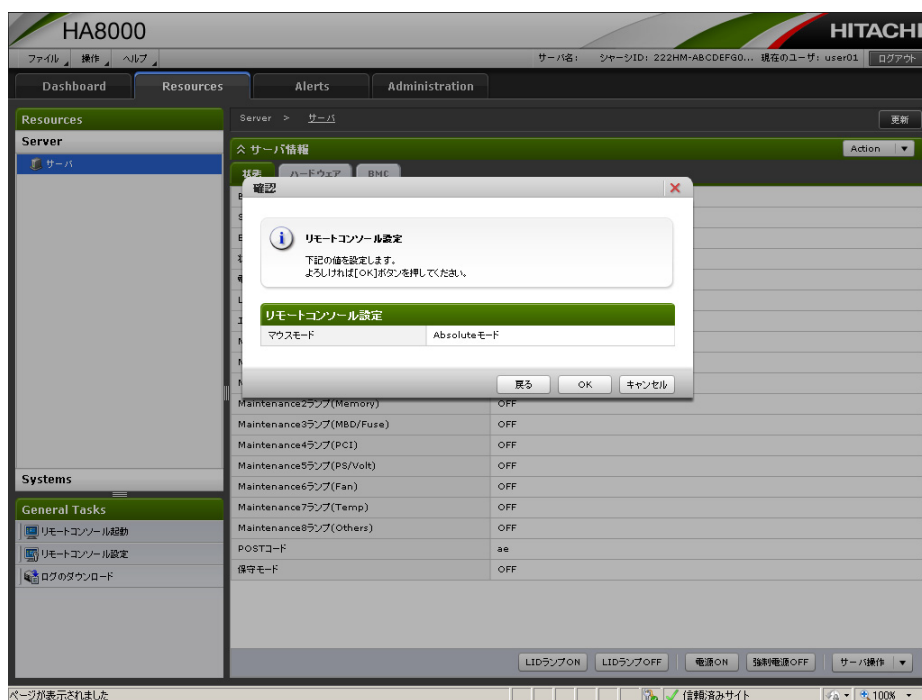 HA8000
HITACHI
ファイル 操作 ヘルプ
サーバ名: シャーシID: 222HM-ABCDEFG0... 現在のユーザ: user01 ログアウト
Dashboard Resources Alerts Administration
Resources
Server > サーバ 更新
Server
サーバ情報 Action
サーバ
状態 ハードウェア BMC
確認
リモートコンソール設定
下記の値を設定します。
よろしければ[OK]ボタンを押してください。
リモートコンソール設定
マウスモード Absoluteモード
戻る OK キャンセル
Maintenance2ランプ(Memory) OFF
Maintenance3ランプ(MBD/Fuse) OFF
Maintenance4ランプ(PCI) OFF
Maintenance5ランプ(PS/Volt) OFF
Maintenance6ランプ(Fan) OFF
Maintenance7ランプ(Temp) OFF
Maintenance8ランプ(Others) OFF
POSTコード ae
保守モード OFF
Systems
General Tasks
リモートコンソール起動
リモートコンソール設定
ログのダウンロード
LIDランプON LIDランプOFF 電源ON 強制電源OFF サーバ操作
ページが表示されました 信頼済みサイト 100%